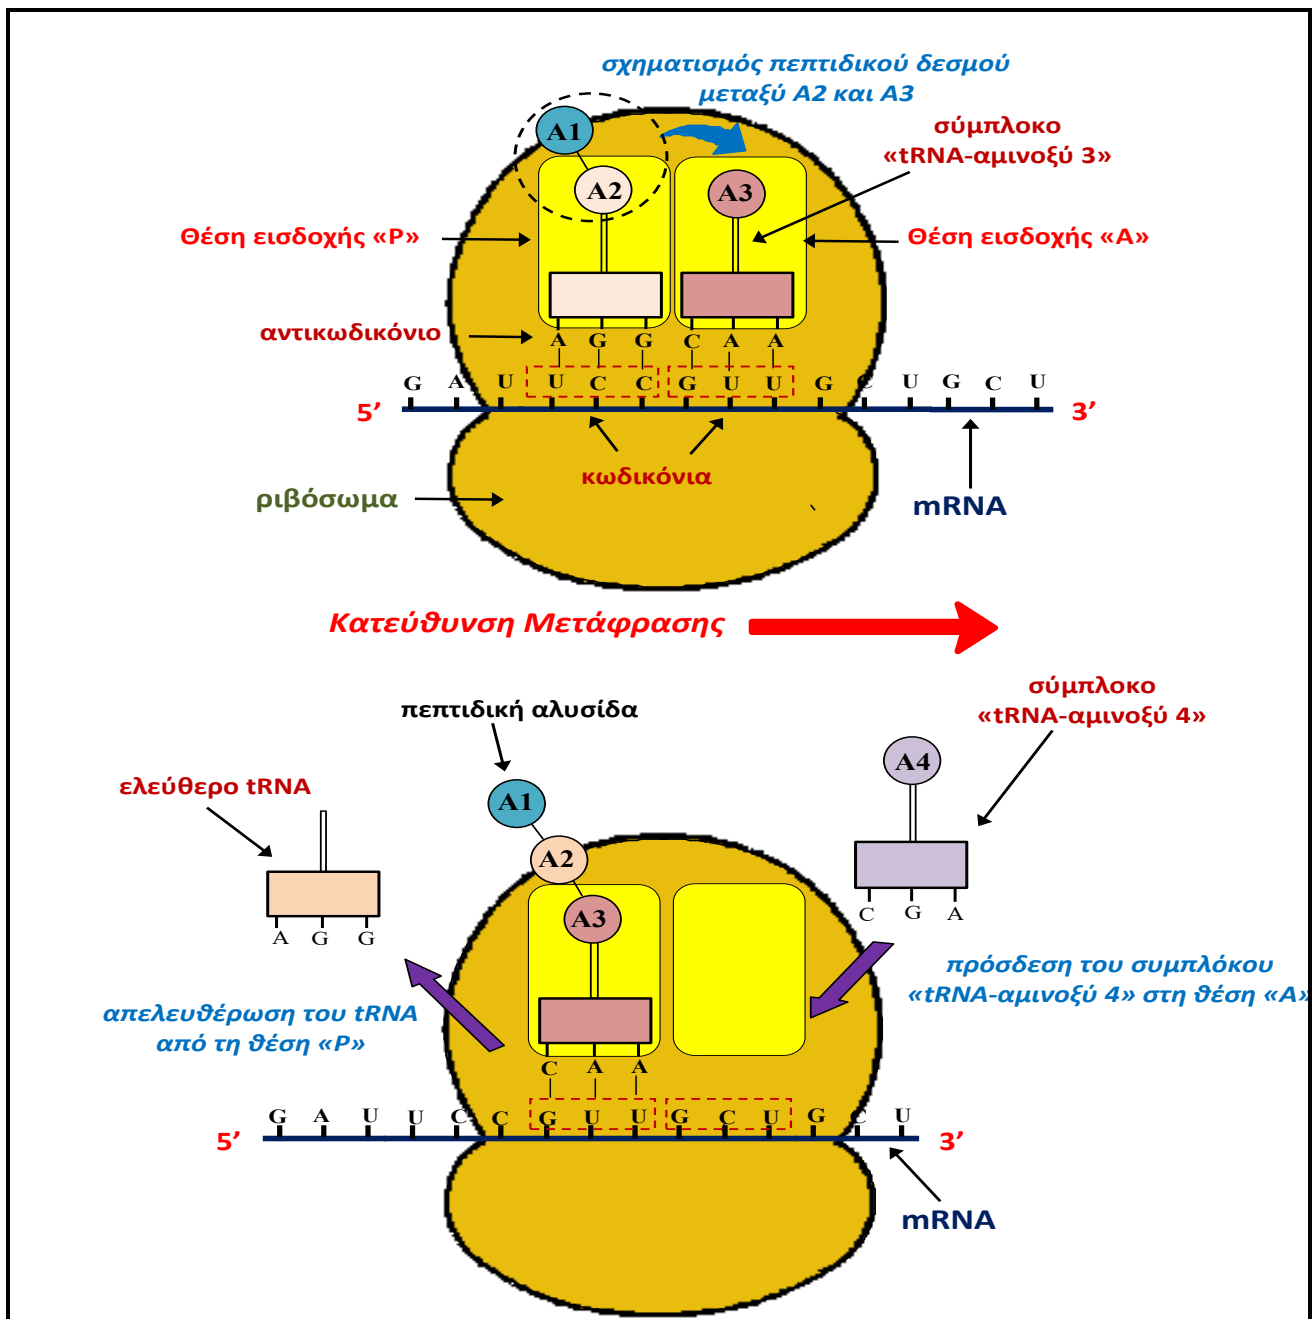 σχηματισμός πεπτιδικού δεσμού
μεταξύ Α2 και Α3
σύμπλοκο
«tRNA-αμινοξύ 3»
A1
A2
A3
Θέση εισδοχής «P»
Θέση εισδοχής «A»
αντικωδικόνιο
A G G C A A
G A U U C C G U U G C U G C U
5’
3’
κωδικόνια
ριβόσωμα
mRNA
Κατεύθυνση Μετάφρασης
σύμπλοκο
«tRNA-αμινοξύ 4»
πεπτιδική αλυσίδα
ελεύθερο tRNA
A4
A1
A2
A3
C G A
A G G
πρόσδεση του συμπλόκου
«tRNA-αμινοξύ 4» στη θέση «Α»
απελευθέρωση του tRNA
από τη θέση «P»
C A A
G A U U C C G U U G C U G C U
5’
3’
mRNA